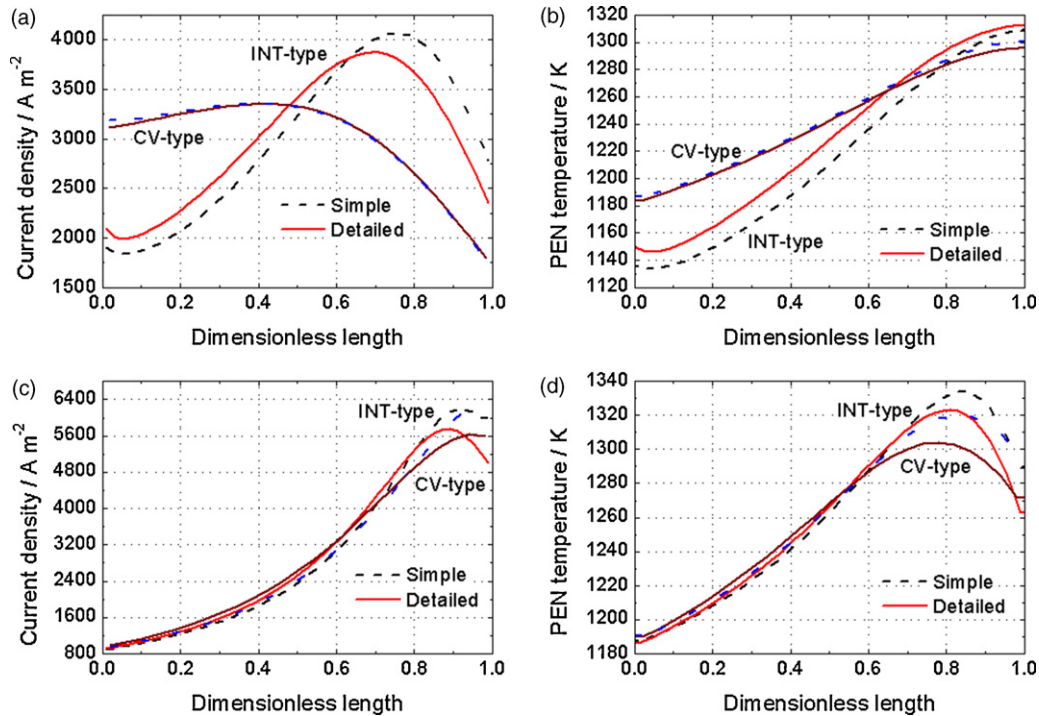 (a)
Current density / A m-2
4000
3500
3000
2500
2000
1500
INT-type
CV-type
Simple
Detailed
0.0 0.2 0.4 0.6 0.8 1.0
Dimensionless length
(b)
PEN temperature / K
1320
1300
1280
1260
1240
1220
1200
1180
1160
1140
1120
CV-type
INT-type
Simple
Detailed
0.0 0.2 0.4 0.6 0.8 1.0
Dimensionless length
(c)
Current density / A m-2
6400
5600
4800
4000
3200
2400
1600
800
INT-type
CV-type
Simple
Detailed
0.0 0.2 0.4 0.6 0.8 1.0
Dimensionless length
(d)
PEN temperature / K
1340
1320
1300
1280
1260
1240
1220
1200
1180
INT-type
CV-type
Simple
Detailed
0.0 0.2 0.4 0.6 0.8 1.0
Dimensionless length